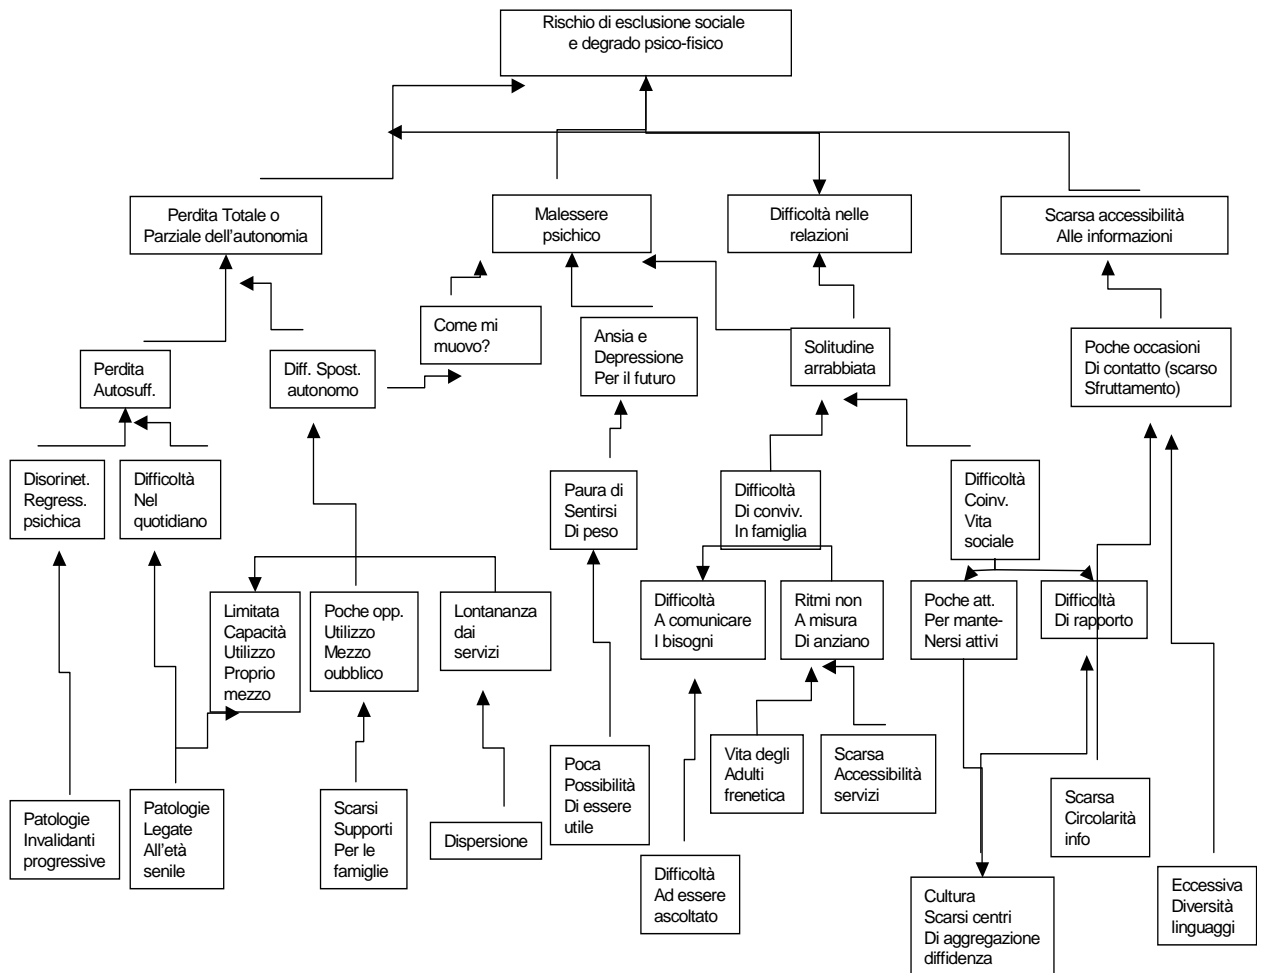 Rischio di esclusione sociale
e degrado psico-fisico
Perdita Totale o
Parziale dell'autonomia
Malessere
psichico
Difficoltà nelle
relazioni
Scarsa accessibilità
Alle informazioni
Come mi
muovo?
Ansia e
Depressione
Per il futuro
Solitudine
arrabbiata
Poche occasioni
Di contatto (scarso
Sfruttamento)
Perdita
Autosuff.
Diff. Spost.
autonomo
Disorinet.
Regress.
psichica
Difficoltà
Nel
quotidiano
Paura di
Sentirsi
Di peso
Difficoltà
Di conviv.
In famiglia
Difficoltà
Coinv.
Vita
sociale
Limitata
Capacità
Utilizzo
Proprio
mezzo
Poche opp.
Utilizzo
Mezzo
oubblico
Lontananza
dai
servizi
Difficoltà
A comunicare
I bisogni
Ritmi non
A misura
Di anziano
Poche att.
Per mante-
Nersi attivi
Difficoltà
Di rapporto
Patologie
Invalidanti
progressive
Patologie
Legate
All'età
senile
Scarsi
Supporti
Per le
famiglie
Dispersione
Poca
Possibilità
Di essere
utile
Difficoltà
Ad essere
ascoltato
Vita degli
Adulti
frenetica
Scarsa
Accessibilità
servizi
Cultura
Scarsi centri
Di aggregazione
diffidenza
Scarsa
Circolarità
info
Eccessiva
Diversità
linguaggi